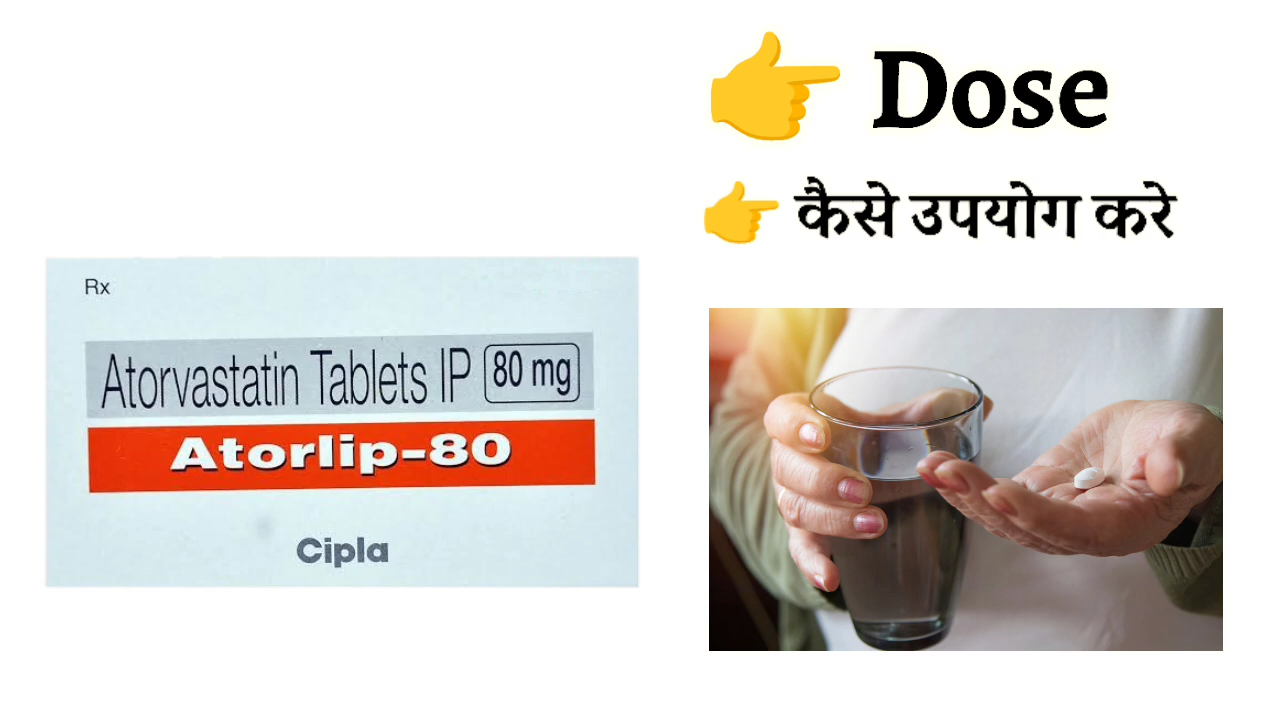 Dose
कैसे उपयोग करे
Rx
Atorvastatin Tablets IP 80 mg
Atorlip-80
Cipla